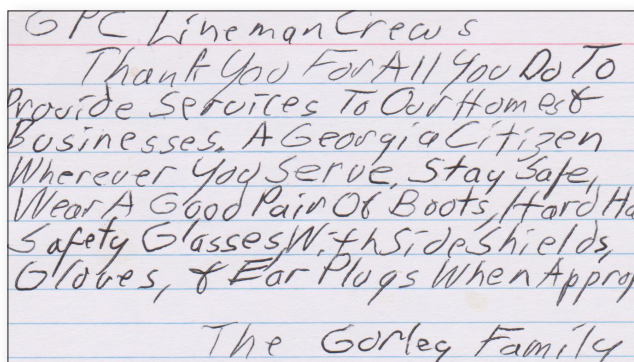 GPC Lineman Crews
Thank You For All You Do To
Provide Services To Our Homes &
Businesses. A Georgia Citizen
Wherever You Serve, Stay Safe,
Wear A Good Pair Of Boots, Hard Ha
Safety Glasses With Side Shields,
Gloves, & Ear Plugs When Approp
The Gorley Family